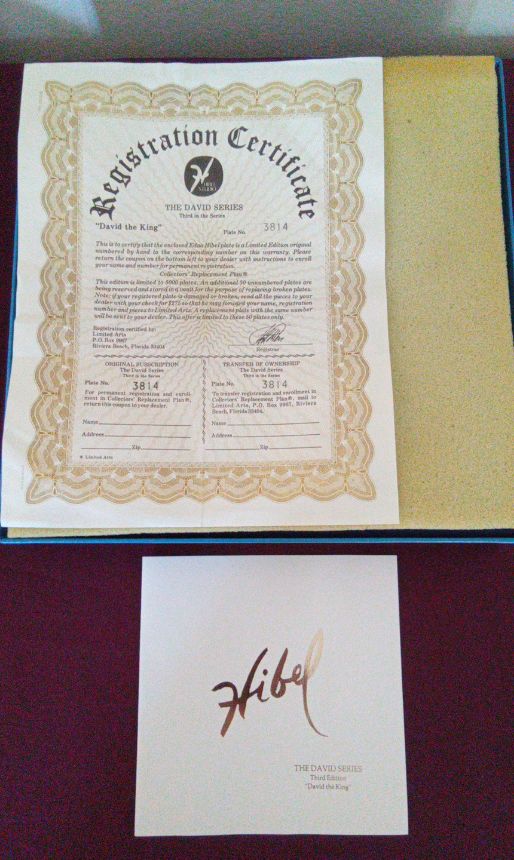 Registration Certificate
HIBEL
STUDIO
THE DAVID SERIES
Third in the Series
"David the King"
Plate No. 3814
This is to certify that the enclosed Edna Hibel plate is a Limited Edition original
numbered by hand to the corresponding number on this warranty. Please
return the coupon on the bottom left to your dealer with instructions to enroll
your name and number for permanent registration.
Collectors' Replacement Plan®
This edition is limited to 5000 plates. An additional 50 unnumbered plates are
being reserved and stored in a vault for the purpose of replacing broken plates.
Note: if your registered plate is damaged or broken, send all the pieces to your
dealer with your check for $275 so that he may forward your name, registration
number and pieces to Limited Arts. A replacement plate with the same number
will be sent to your dealer. This offer is limited to these 50 plates only.
Registration certified by:
Limited Arts
P.O. Box 9967
Riviera Beach, Florida 33404
Registrar
ORIGINAL SUBSCRIPTION
The David Series
Third in the Series
Plate No. 3814
For permanent registration and enroll-
ment in Collectors' Replacement Plan®,
return this coupon to your dealer.
Name
Address
Zip
® Limited Arts
TRANSFER OF OWNERSHIP
The David Series
Third in the Series
Plate No. 3814
To transfer registration and enrollment in
Collectors' Replacement Plan®, mail to
Limited Arts, P.O. Box 9967, Riviera
Beach, Florida 33404.
Name
Address
Zip
Hibel
THE DAVID SERIES
Third Edition
"David the King"